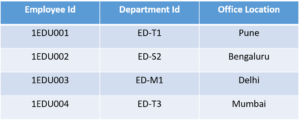 Employee Id Department Id Office Location
1EDU001 ED-T1 Pune
1EDU002 ED-S2 Bengaluru
1EDU003 ED-M1 Delhi
1EDU004 ED-T3 Mumbai